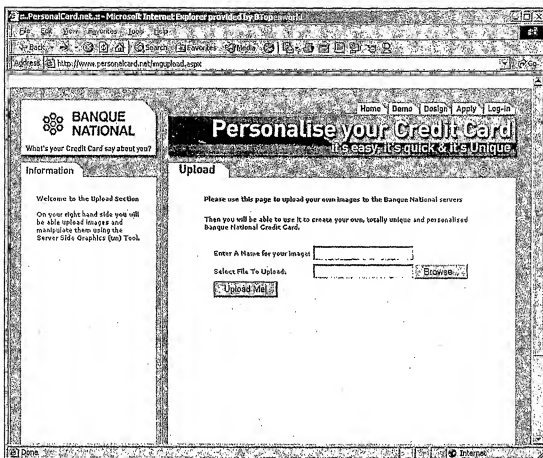 ::.PersonalCard.net.:: - Microsoft Internet Explorer provided by BTopenworld
File Edit View Favorites Tools Help
Back Search Favorites Media
Address http://www.personalcard.net/imgupload.aspx Go
Home Demo Design Apply Log-in
BANQUE
NATIONAL
What's your Credit Card say about you?
Personalise your Credit Card
it's easy, it's quick & it's Unique
Information
Welcome to the Upload Section
On your right hand side you will
be able upload images and
manipulate them using the
Server Side Graphics (tm) Tool.
Upload
Please use this page to upload your own images to the Banque National servers
Then you will be able to use it to create your own, totally unique and personalised
Banque National Credit Card.
Enter A Name for your image:
Select File To Upload:
Browse...
Upload Me!
Done
Internet